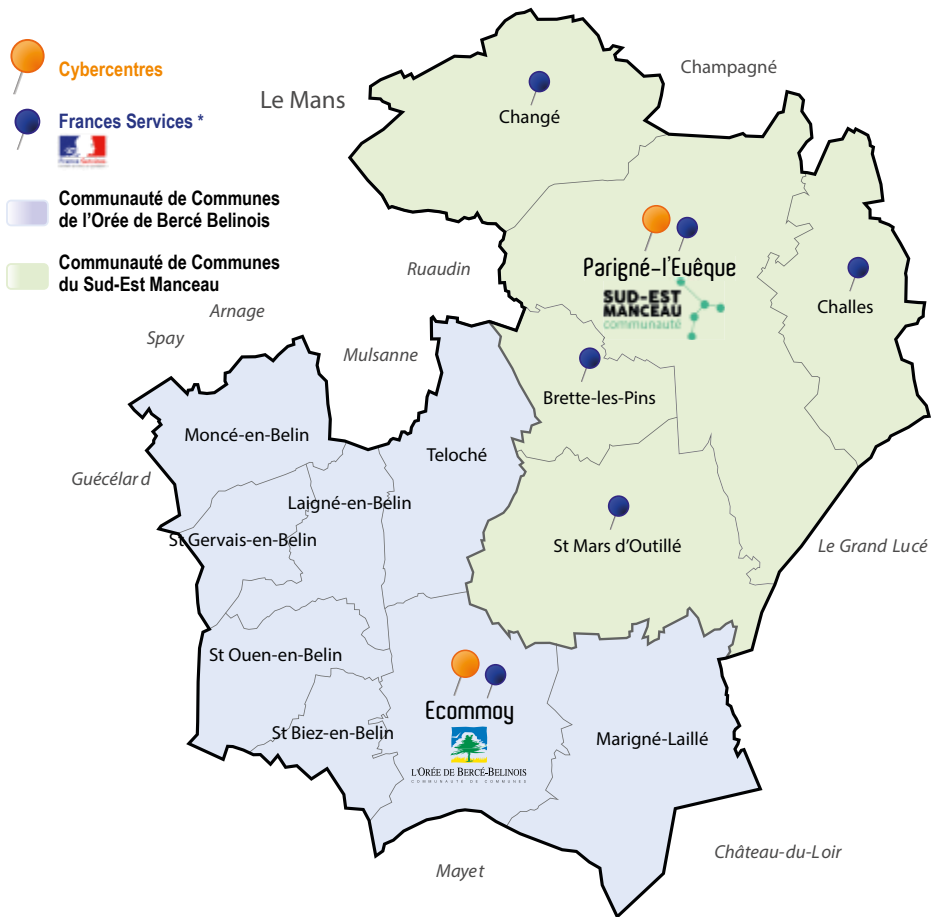 Cybercentres
Frances Services *
France Services
Communauté de Communes
de l'Orée de Bercé Belinois
Communauté de Communes
du Sud-Est Manceau
Le Mans
Champagné
Changé
Parigné-l'Evêque
SUD-EST
MANCEAU
communauté
Challes
Ruaudin
Arnage
Spay
Mulsanne
Brette-les-Pins
Moncé-en-Belin
Teloché
Guécélard
Laigné-en-Belin
St Gervais-en-Belin
St Mars d'Outillé
Le Grand Lucé
St Ouen-en-Belin
Ecommoy
St Biez-en-Belin
Marigné-Laillé
L'ORÉE DE BERCÉ-BELINOIS
COMMUNAUTÉ DE COMMUNES
Château-du-Loir
Mayet